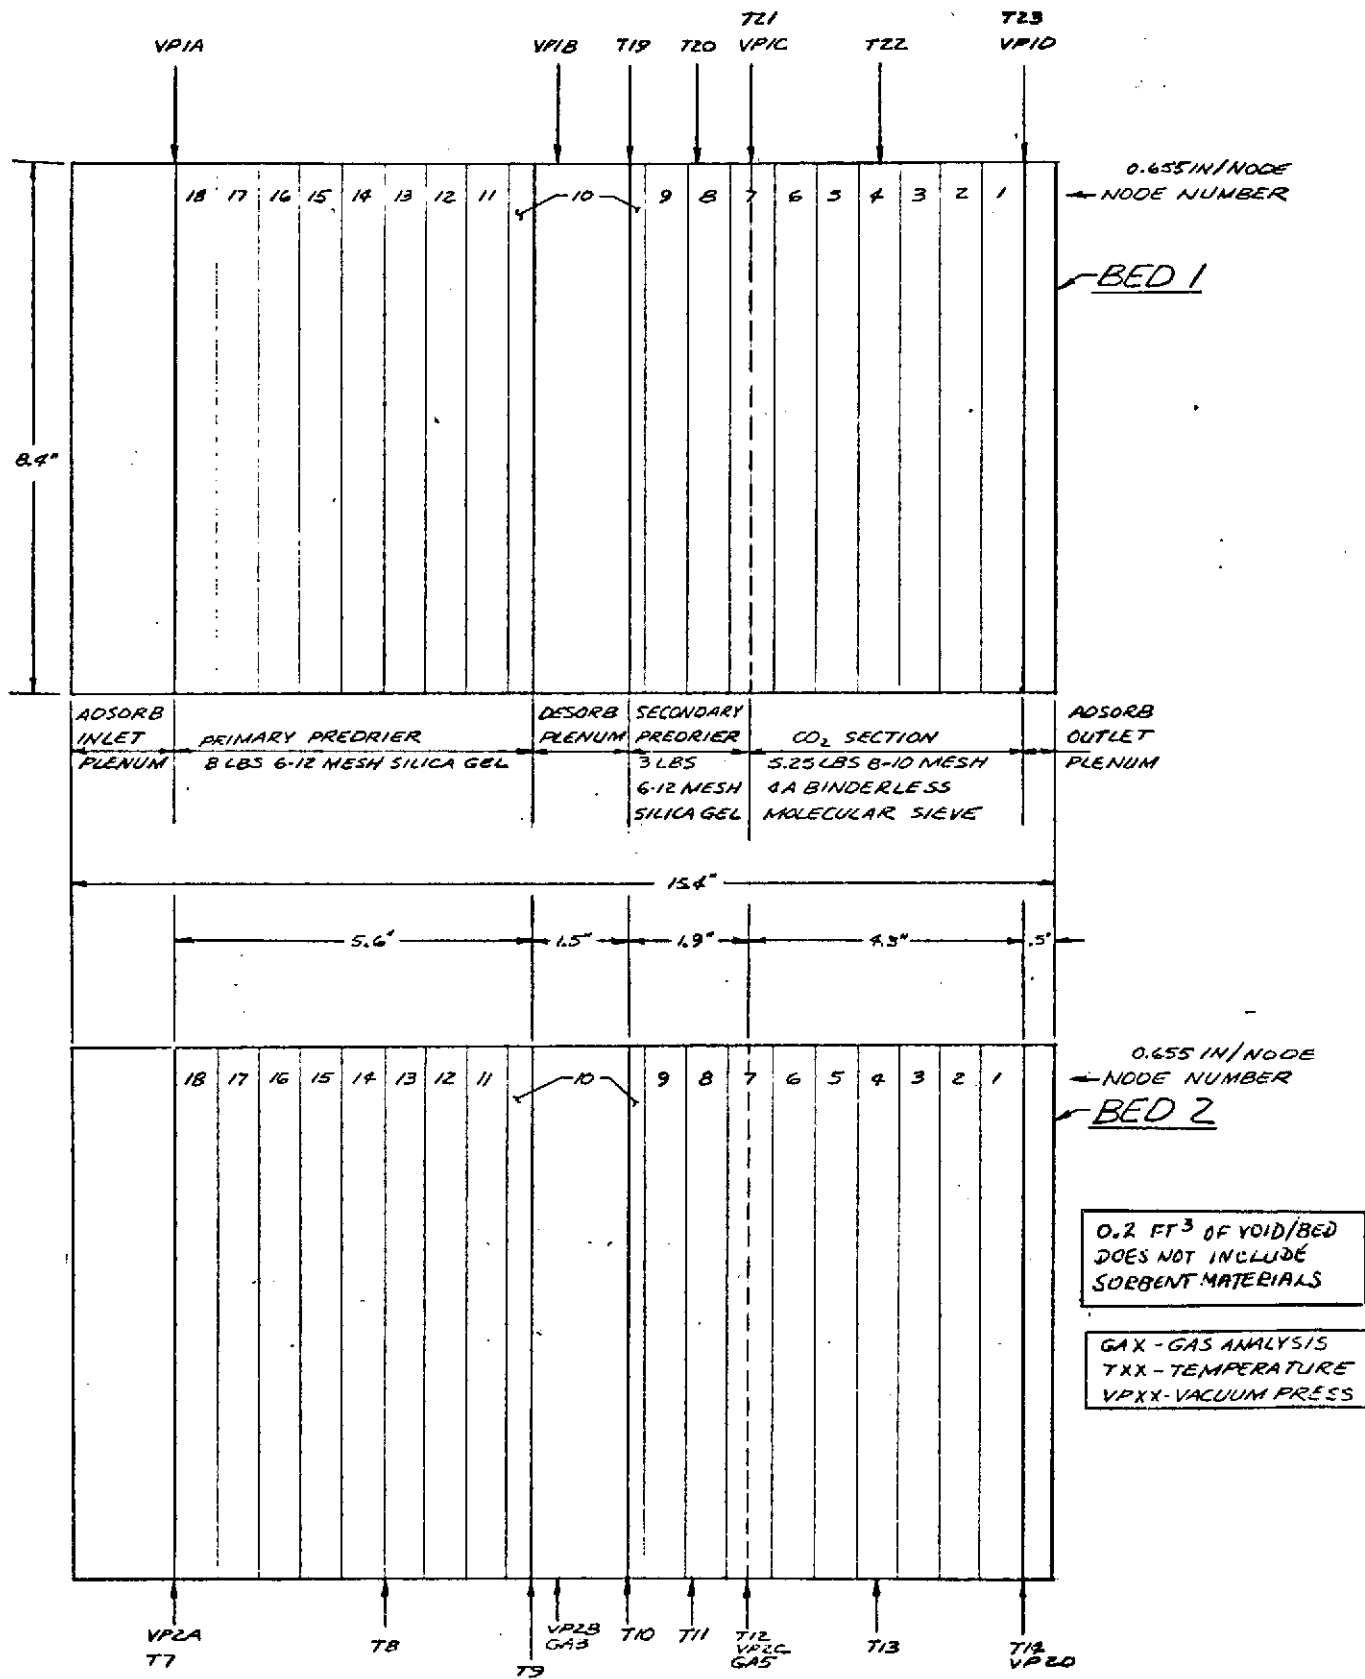 T21
T23
VP1A
VP1B
T19
T20
VP1C
T22
VP1D
0.655 IN/NODE
18 17 16 15 14 13 12 11 10 9 8 7 6 5 4 3 2 1
NODE NUMBER
BED 1
8.4"
ADSORB INLET PLENUM
PRIMARY PREDRIER
8 LBS 6-12 MESH SILICA GEL
DESORB PLENUM
SECONDARY PREDRIER
3 LBS
6-12 MESH
SILICA GEL
CO2 SECTION
5.25 LBS 8-10 MESH
4A BINDERLESS
MOLECULAR SIEVE
ADSORB
OUTLET
PLENUM
15.4"
5.6" 1.5" 1.9" 4.3" .5"
0.655 IN/NODE
18 17 16 15 14 13 12 11 10 9 8 7 6 5 4 3 2 1
NODE NUMBER
BED 2
0.2 FT3 OF VOID/BED
DOES NOT INCLUDE
SORBENT MATERIALS
GAX - GAS ANALYSIS
TXX - TEMPERATURE
VPXX - VACUUM PRESS
VP2A
T7
T8
T9
VP2B
GA3
T10
T11
T12
VP2C
GA5
T13
T14
VP2D